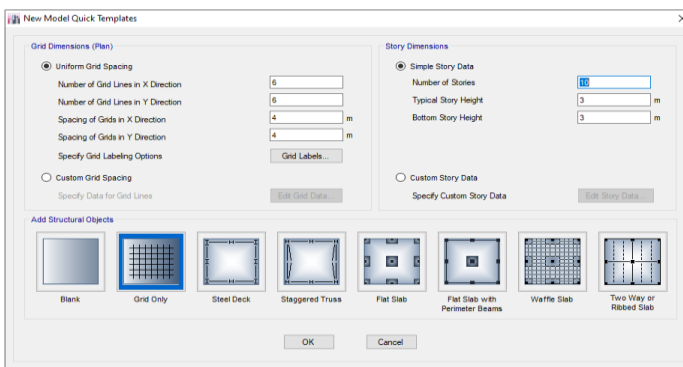 New Model Quick Templates
Grid Dimensions (Plan)
Uniform Grid Spacing
Number of Grid Lines in X Direction 6
Number of Grid Lines in Y Direction 6
Spacing of Grids in X Direction 4 m
Spacing of Grids in Y Direction 4 m
Specify Grid Labeling Options Grid Labels...
Custom Grid Spacing
Specify Data for Grid Lines Edit Grid Data...
Story Dimensions
Simple Story Data
Number of Stories 10
Typical Story Height 3 m
Bottom Story Height 3 m
Custom Story Data
Specify Custom Story Data Edit Story Data...
Add Structural Objects
Blank
Grid Only
Steel Deck
Staggered Truss
Flat Slab
Flat Slab with
Perimeter Beams
Waffle Slab
Two Way or
Ribbed Slab
OK Cancel